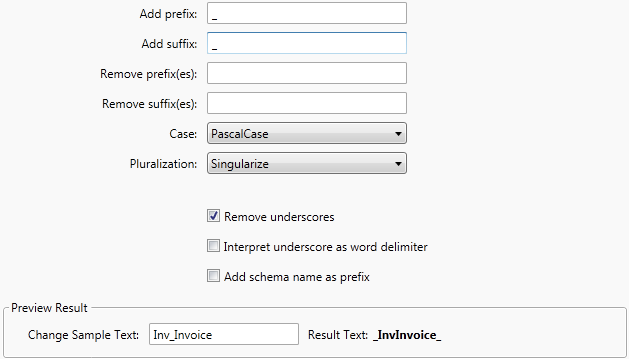 Add prefix: _
Add suffix: _
Remove prefix(es):
Remove suffix(es):
Case: PascalCase
Pluralization: Singularize
Remove underscores
Interpret underscore as word delimiter
Add schema name as prefix
Preview Result
Change Sample Text: Inv_Invoice Result Text: _InvInvoice_